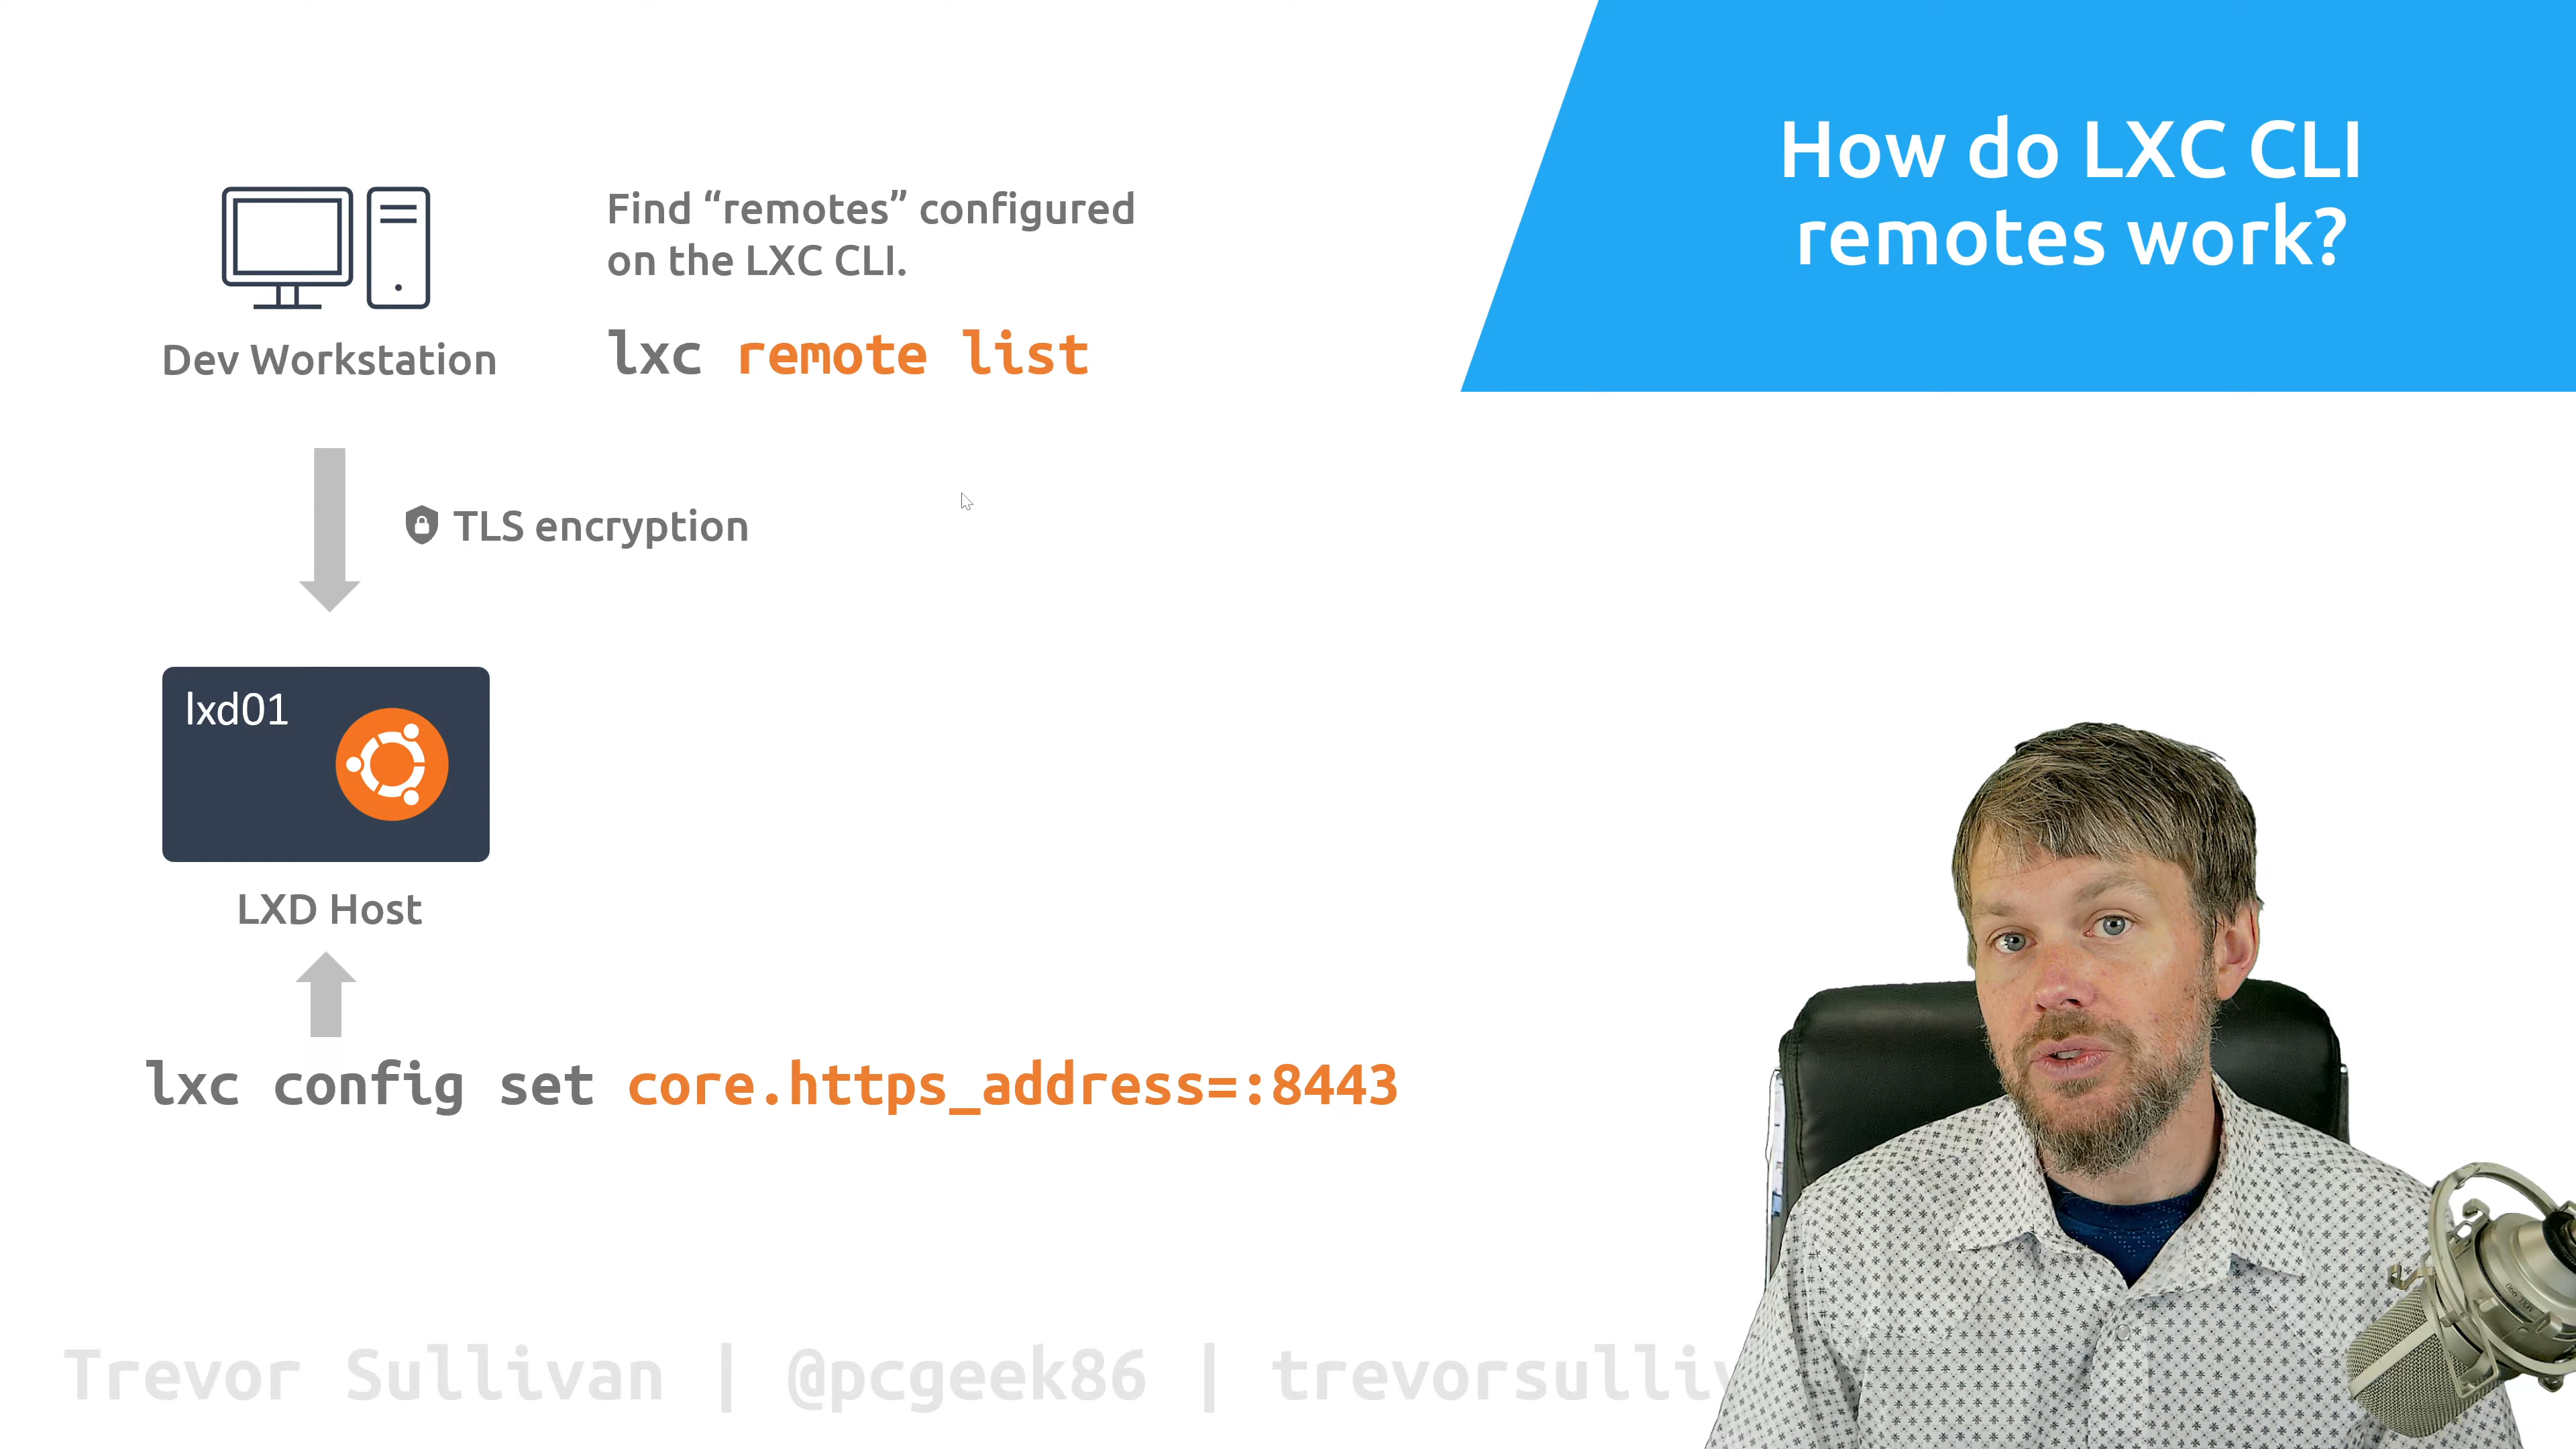 How do LXC CLI
remotes work?
Find “remotes” configured
on the LXC CLI.
lxc remote list
Dev Workstation
TLS encryption
lxd01
LXD Host
lxc config set core.https_address=:8443
Trevor Sullivan | @pcgeek86 | trevorsulliv